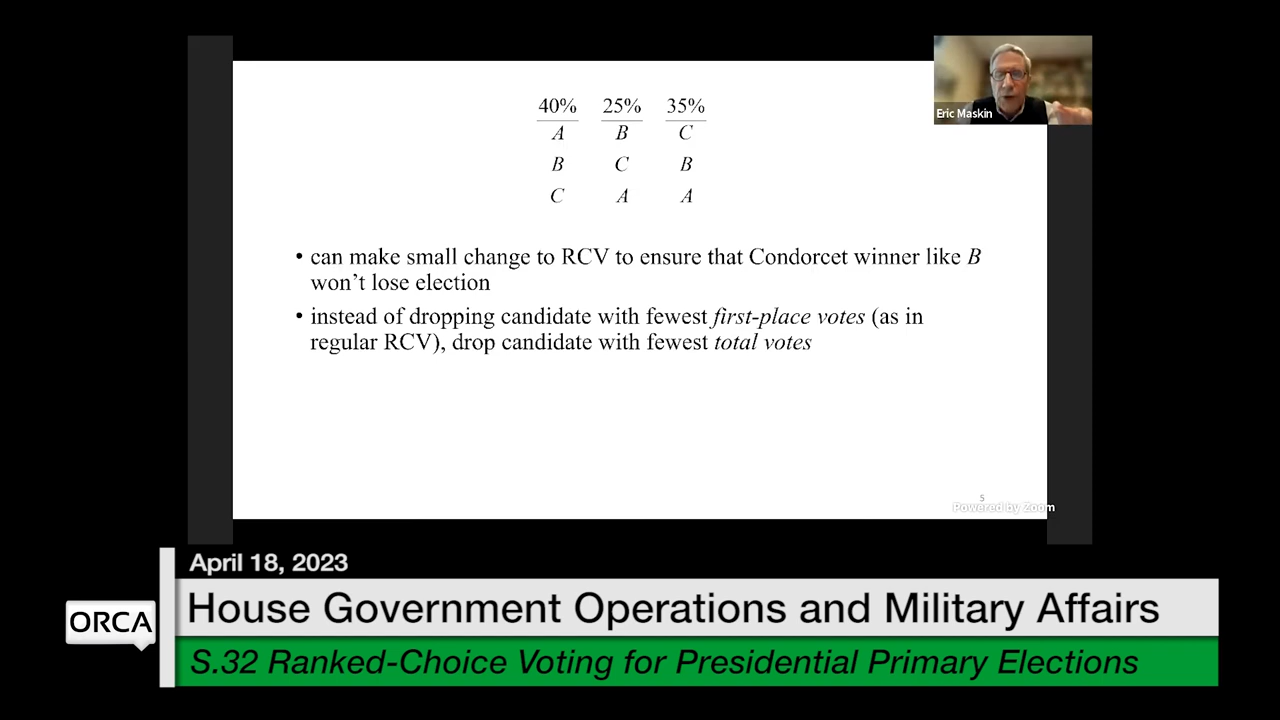 40% 25% 35%
A B C
B C B
C A A
Eric Maskin
• can make small change to RCV to ensure that Condorcet winner like B
won't lose election
• instead of dropping candidate with fewest first-place votes (as in
regular RCV), drop candidate with fewest total votes
5
Powered by Zoom
April 18, 2023
ORCA
House Government Operations and Military Affairs
S.32 Ranked-Choice Voting for Presidential Primary Elections